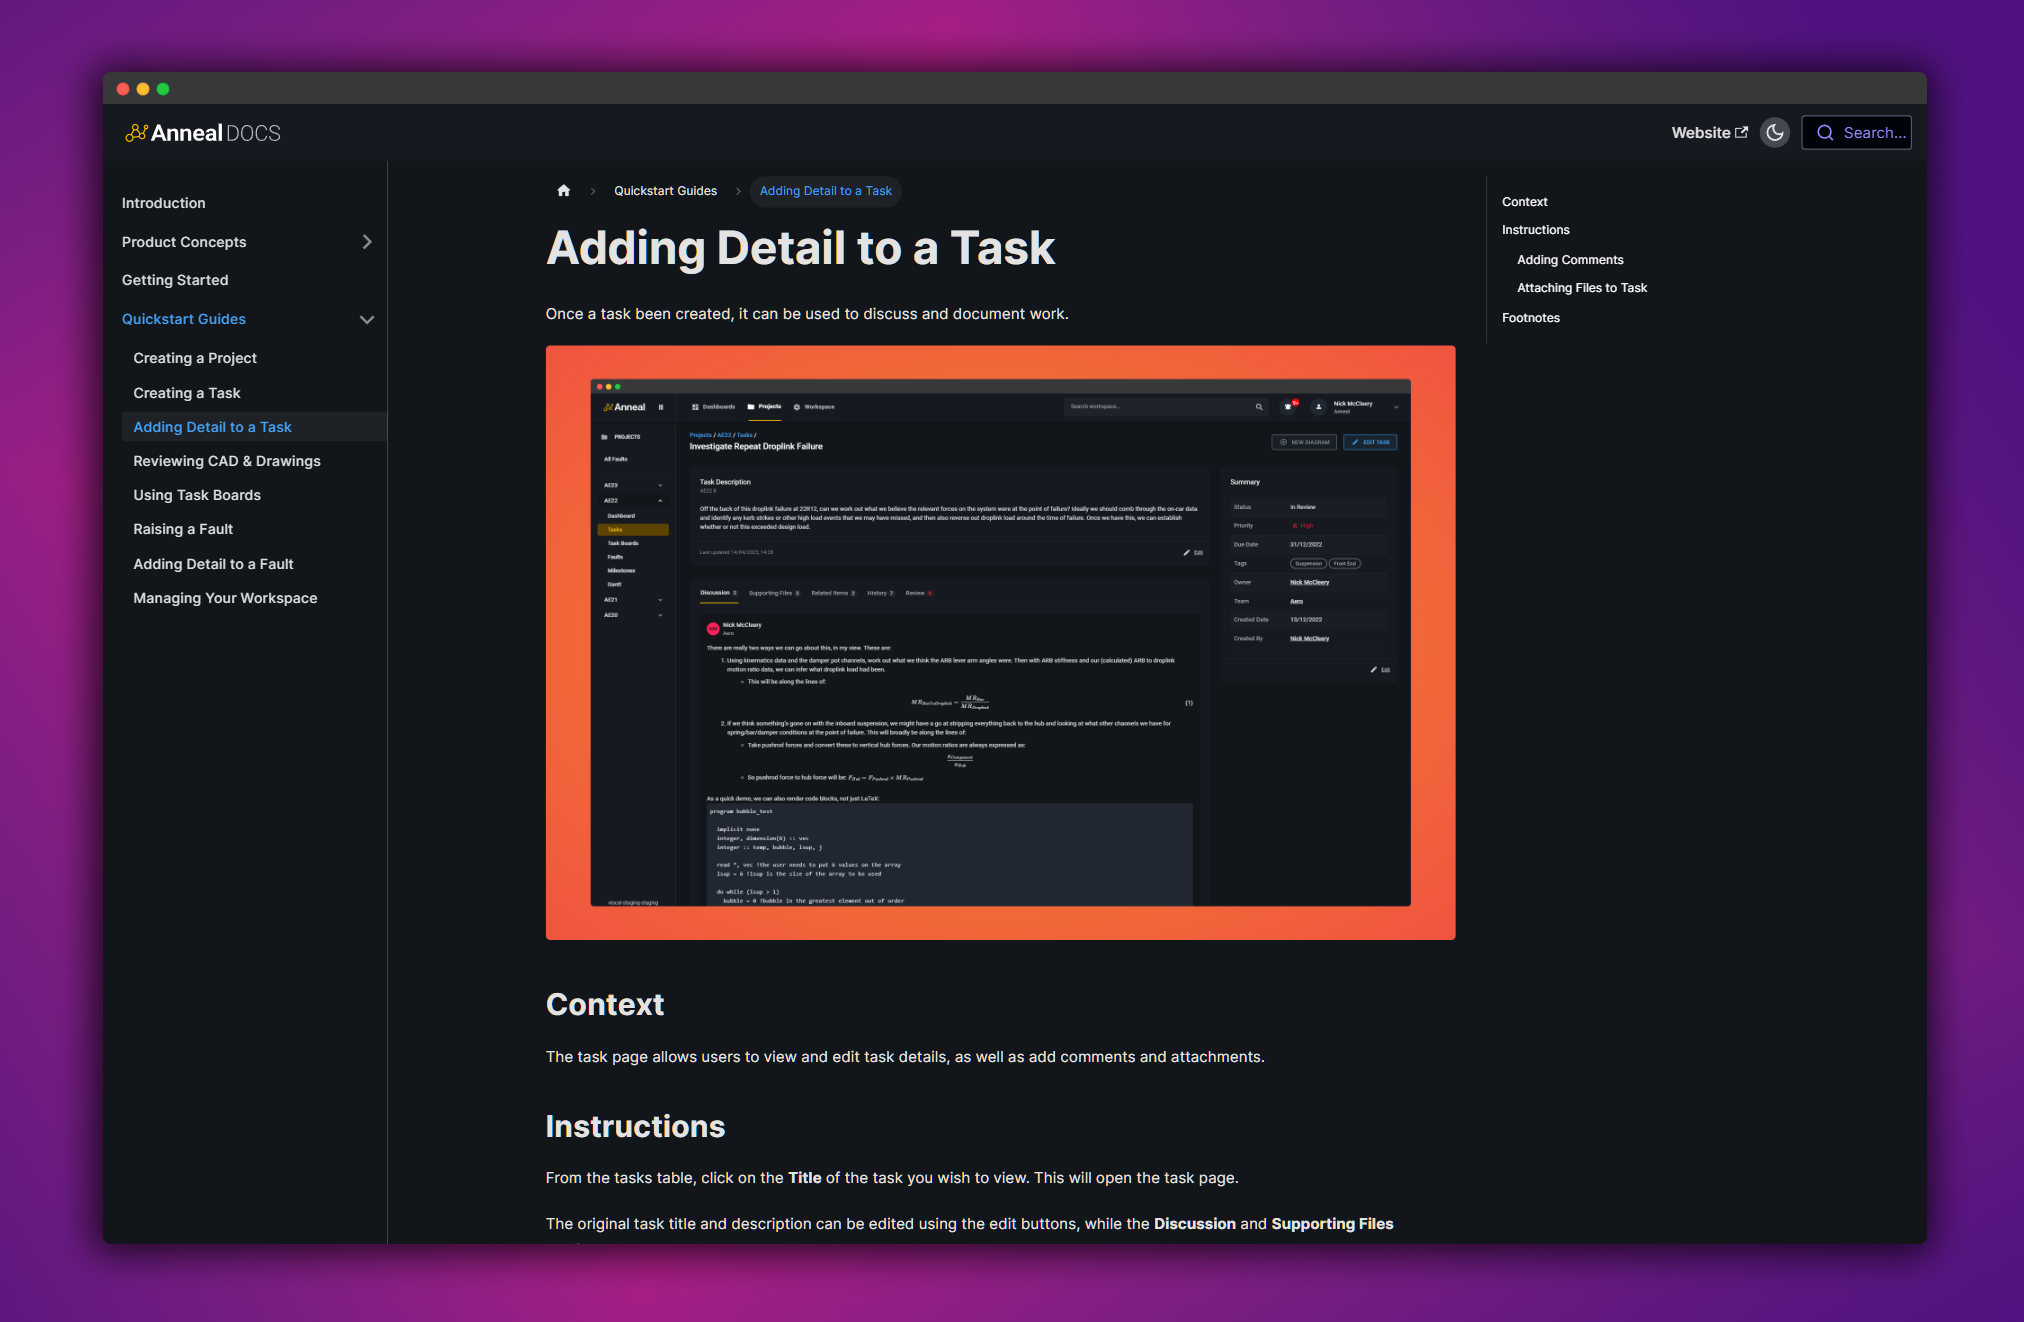 Anneal DOCS
Website
Search...
Introduction
Product Concepts
Getting Started
Quickstart Guides
Creating a Project
Creating a Task
Adding Detail to a Task
Reviewing CAD & Drawings
Using Task Boards
Raising a Fault
Adding Detail to a Fault
Managing Your Workspace
Quickstart Guides
Adding Detail to a Task
Adding Detail to a Task
Once a task been created, it can be used to discuss and document work.
Anneal
Dashboards
Projects
Workspace
Search workspace...
Nick McCleery
Anneal
PROJECTS
All Faults
AE23
AE22
Dashboard
Tasks
Task Boards
Faults
Milestones
Gantt
AE21
AE20
vlocal-staging-staging
Projects / AE22 / Tasks /
Investigate Repeat Droplink Failure
NEW DIAGRAM
EDIT TASK
Task Description
Off the back of this droplink failure at 22R12, can we work out what we believe the relevant forces on the system were at the point of failure? Ideally we should comb through the on-car data
and identify any kerb strikes or other high load events that we may have missed, and then also reverse out droplink load around the time of failure. Once we have this, we can establish
whether or not this exceeded design load.
Last updated 14/04/2023, 14:20
Edit
Discussion 2
Supporting Files 3
Related Items 3
History 7
Review
Nick McCleery
Aero
There are really two ways we can go about this, in my view. These are:
1. Using kinematics data and the damper pot channels, work out what we think the ARB lever arm angles were. Then with ARB stiffness and our (calculated) ARB to droplink
motion ratio data, we can infer what droplink load had been.
This will be along the lines of:
(1)
2. If we think something's gone on with the inboard suspension, we might have a go at stripping everything back to the hub and looking at what other channels we have for
spring/bar/damper conditions at the point of failure. This will broadly be along the lines of:
Take pushrod forces and convert these to vertical hub forces. Our motion ratios are always expressed as:
So pushrod force to hub force will be: F_Hub = F_Pushrod × MR_Pushrod
As a quick demo, we can also render code blocks, not just LaTeX:
program bubble_test
implicit none
integer, dimension(6) :: vec
integer :: temp, bubble, lsup, j
read *, vec !the user needs to put 6 values on the array
lsup = 6 !lsup is the size of the array to be used
do while (lsup > 1)
bubble = 0 !bubble in the greatest element out of order
Summary
Status In Review
Priority High
Due Date 31/12/2022
Tags Suspension Front End
Owner Nick McCleery
Team Aero
Created Date 13/12/2022
Created By Nick McCleery
Edit
Context
The task page allows users to view and edit task details, as well as add comments and attachments.
Instructions
From the tasks table, click on the Title of the task you wish to view. This will open the task page.
The original task title and description can be edited using the edit buttons, while the Discussion and Supporting Files
Context
Instructions
Adding Comments
Attaching Files to Task
Footnotes